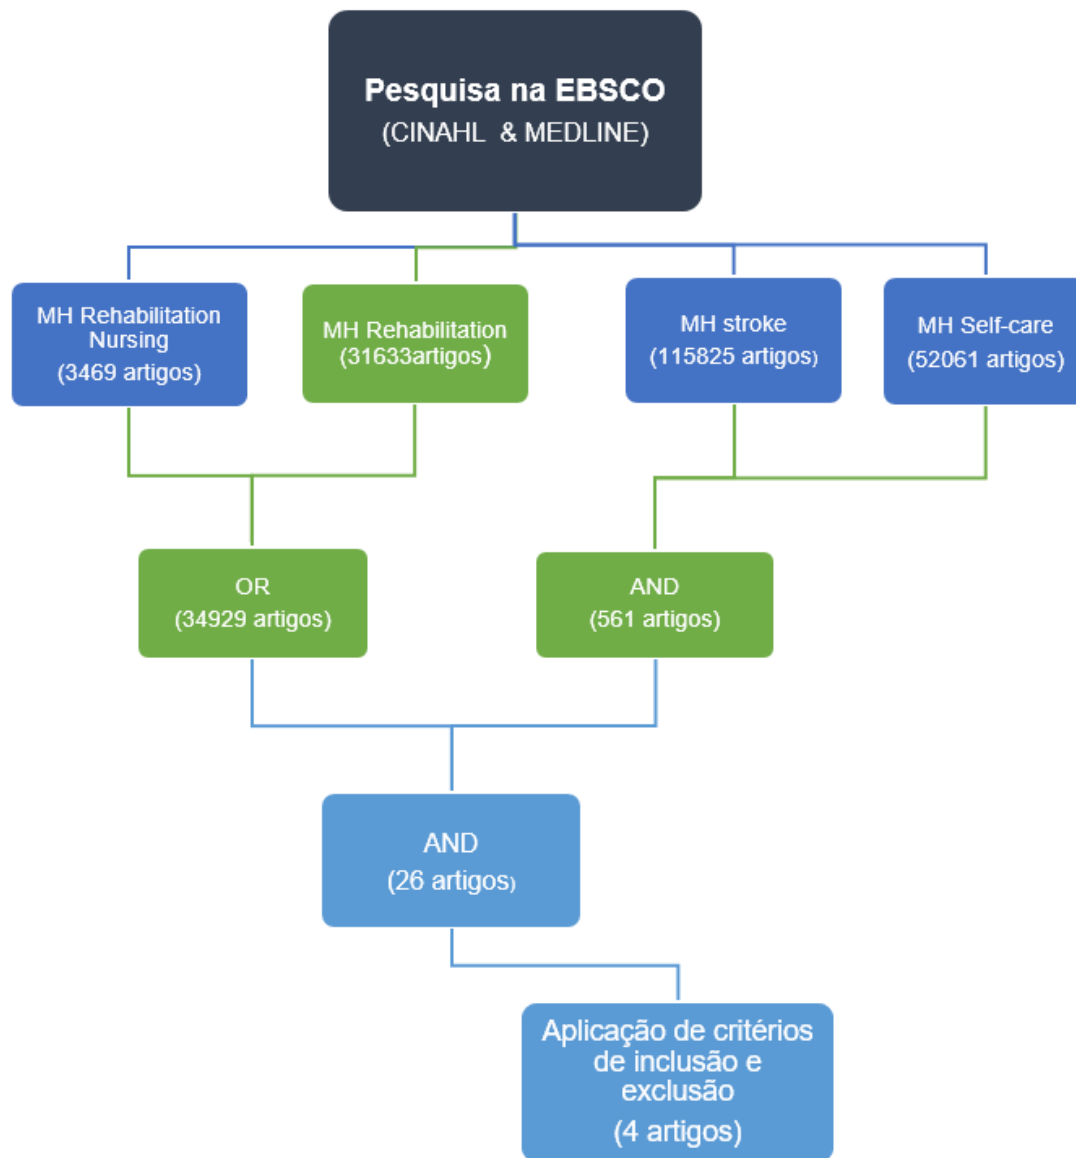 Pesquisa na EBSCO
(CINAHL & MEDLINE)
MH Rehabilitation
Nursing
(3469 artigos)
MH Rehabilitation
(31633artigos)
MH stroke
(115825 artigos)
MH Self-care
(52061 artigos)
OR
(34929 artigos)
AND
(561 artigos)
AND
(26 artigos)
Aplicação de critérios
de inclusão e
exclusão
(4 artigos)